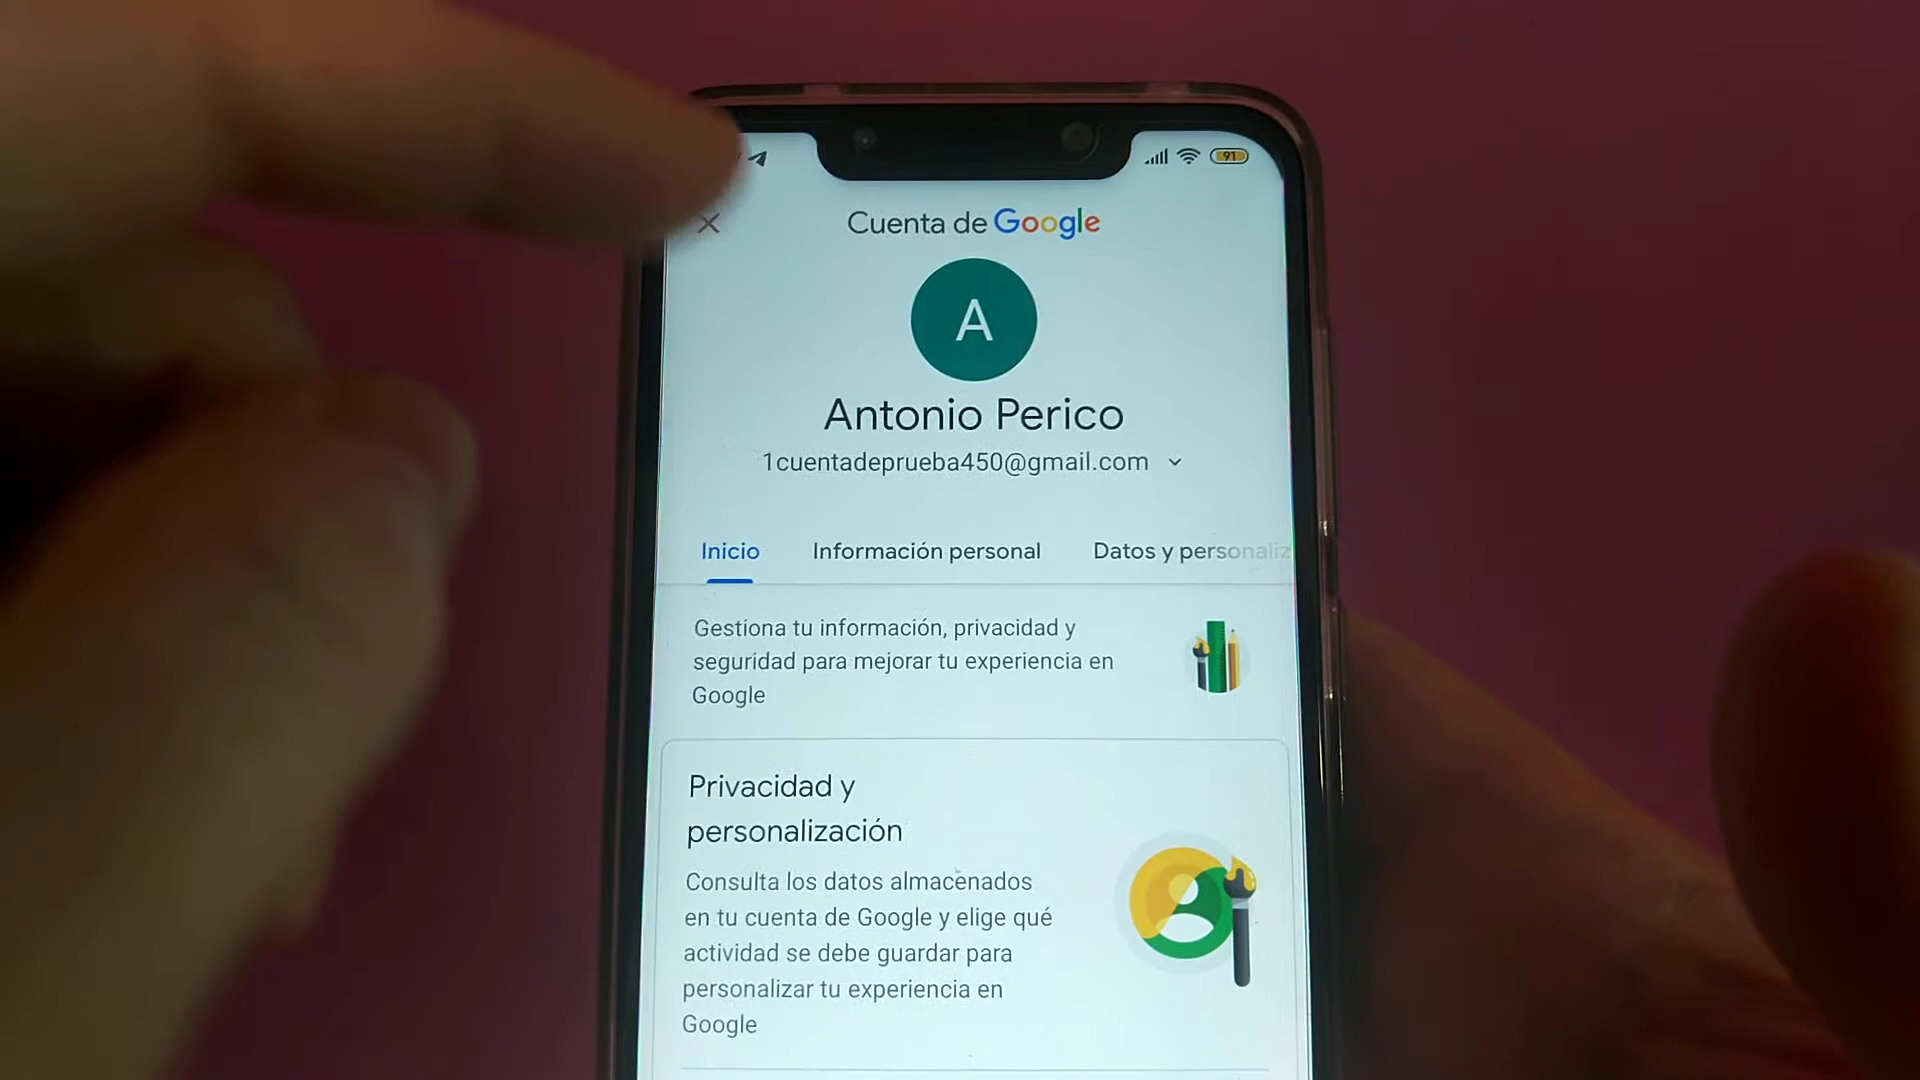 91
Cuenta de Google
A
Antonio Perico
1cuentadeprueba450@gmail.com
Inicio Información personal Datos y personaliz
Gestiona tu información, privacidad y
seguridad para mejorar tu experiencia en
Google
Privacidad y
personalización
Consulta los datos almacenados
en tu cuenta de Google y elige qué
actividad se debe guardar para
personalizar tu experiencia en
Google